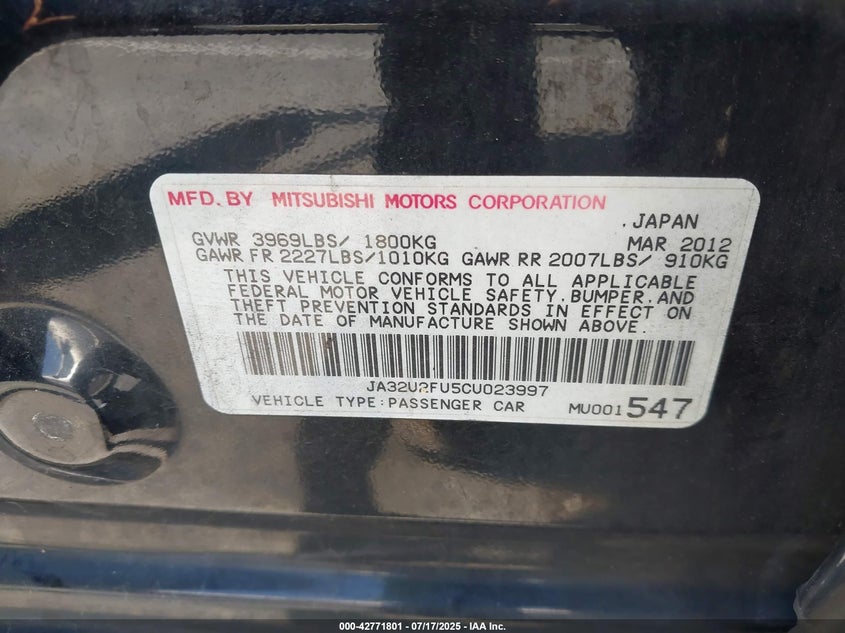 MFD. BY MITSUBISHI MOTORS CORPORATION
.JAPAN
GVWR 3969LBS/ 1800KG MAR 2012
GAWR FR 2227LBS/1010KG GAWR RR 2007LBS/ 910KG
THIS VEHICLE CONFORMS TO ALL APPLICABLE
FEDERAL MOTOR VEHICLE SAFETY,BUMPER,AND
THEFT PREVENTION STANDARDS IN EFFECT ON
THE DATE OF MANUFACTURE SHOWN ABOVE.
JA32U2FU5CU023997
VEHICLE TYPE:PASSENGER CAR MU001547
000-42771801 - 07/17/2025 - IAA Inc.